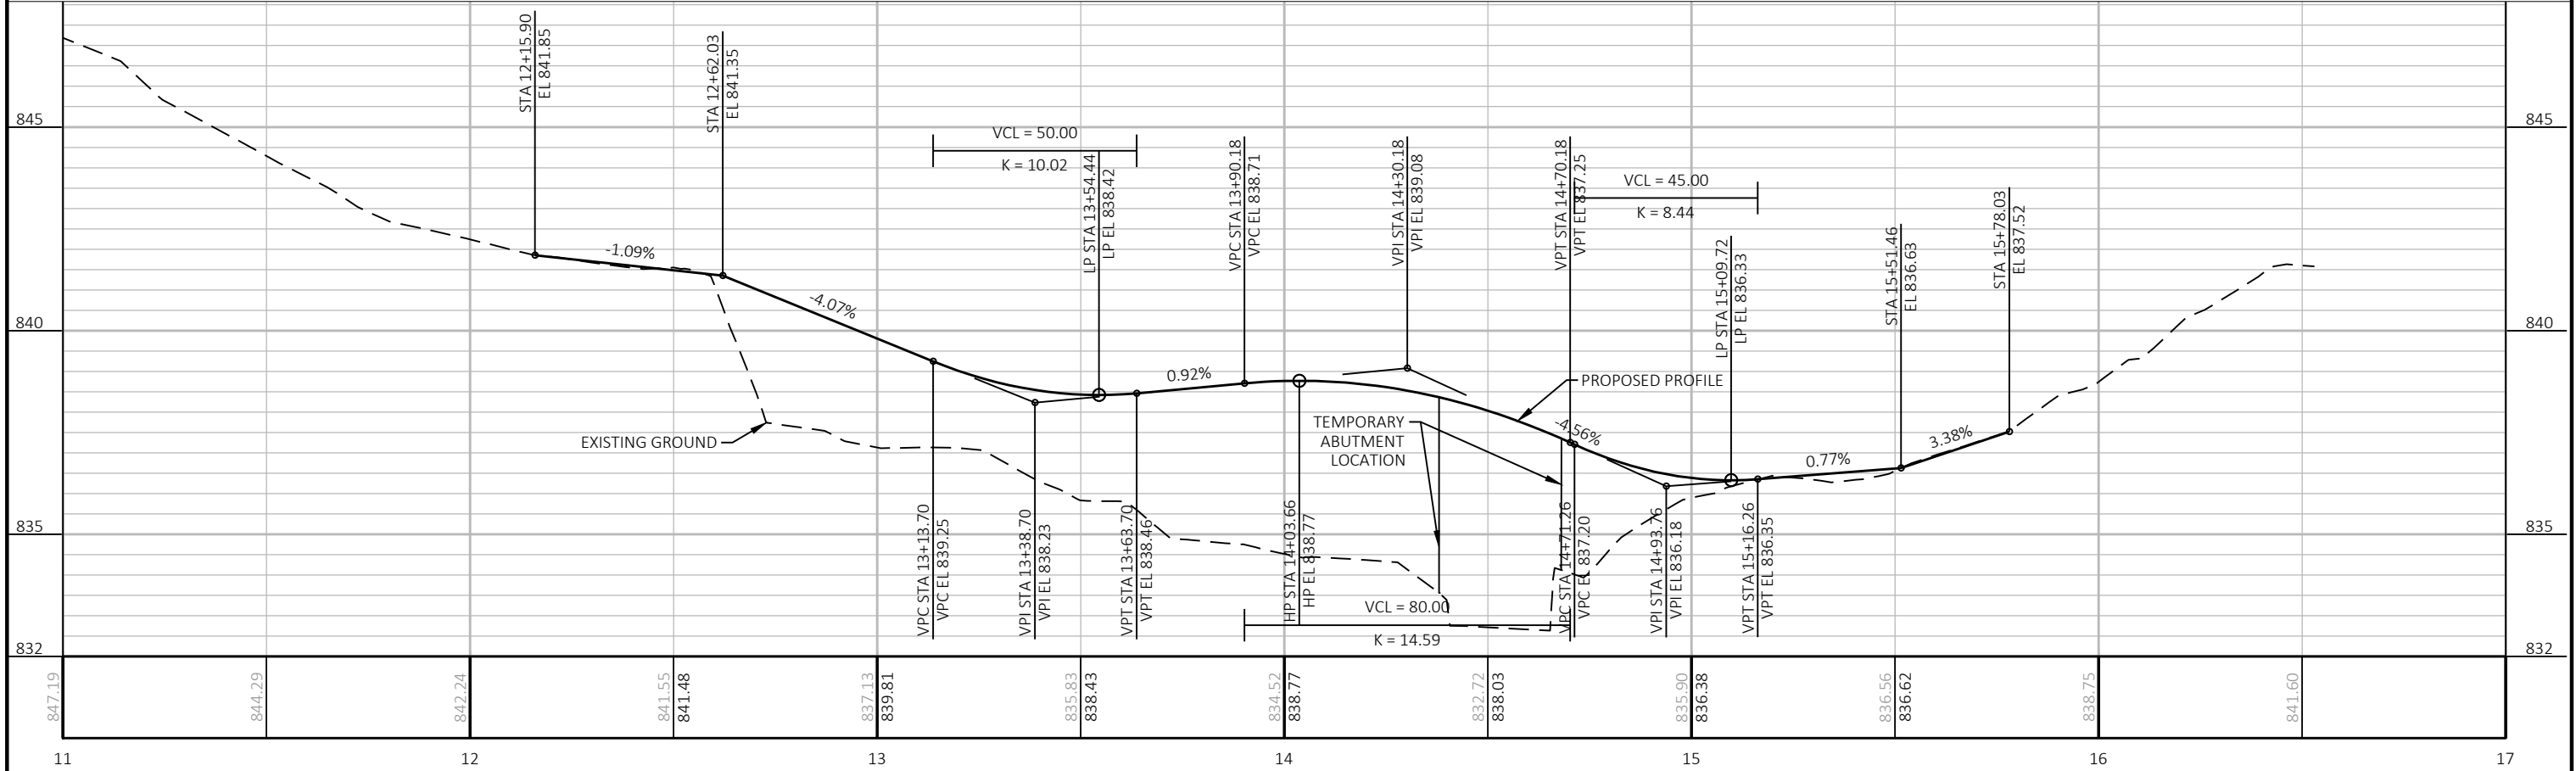 STA 12+15.90
EL 841.85
STA 12+62.03
EL 841.35
845
845
VCL = 50.00
K = 10.02
LP STA 13+54.44
LP EL 838.42
VPC STA 13+90.18
VPC EL 838.71
VPI STA 14+30.18
VPI EL 839.08
VPT STA 14+70.18
VPT EL 837.25
VCL = 45.00
K = 8.44
LP STA 15+09.72
LP EL 836.33
STA 15+51.46
EL 836.63
STA 15+78.03
EL 837.52
-1.09%
-4.07%
840
840
0.92%
PROPOSED PROFILE
TEMPORARY
ABUTMENT
LOCATION
-4.56%
EXISTING GROUND
0.77%
3.38%
835
835
VPC STA 13+13.70
VPC EL 839.25
VPI STA 13+38.70
VPI EL 838.23
VPT STA 13+63.70
VPT EL 838.46
HP STA 14+03.66
HP EL 838.77
VCL = 80.00
K = 14.59
VPC STA 14+71.26
VPC EL 837.20
VPI STA 14+93.76
VPI EL 836.18
VPT STA 15+16.26
VPT EL 836.35
832
832
847.19
844.29
842.24
841.55
841.48
837.13
839.81
835.83
838.43
834.52
838.77
832.72
838.03
835.90
836.38
836.56
836.62
838.75
841.60
11
12
13
14
15
16
17